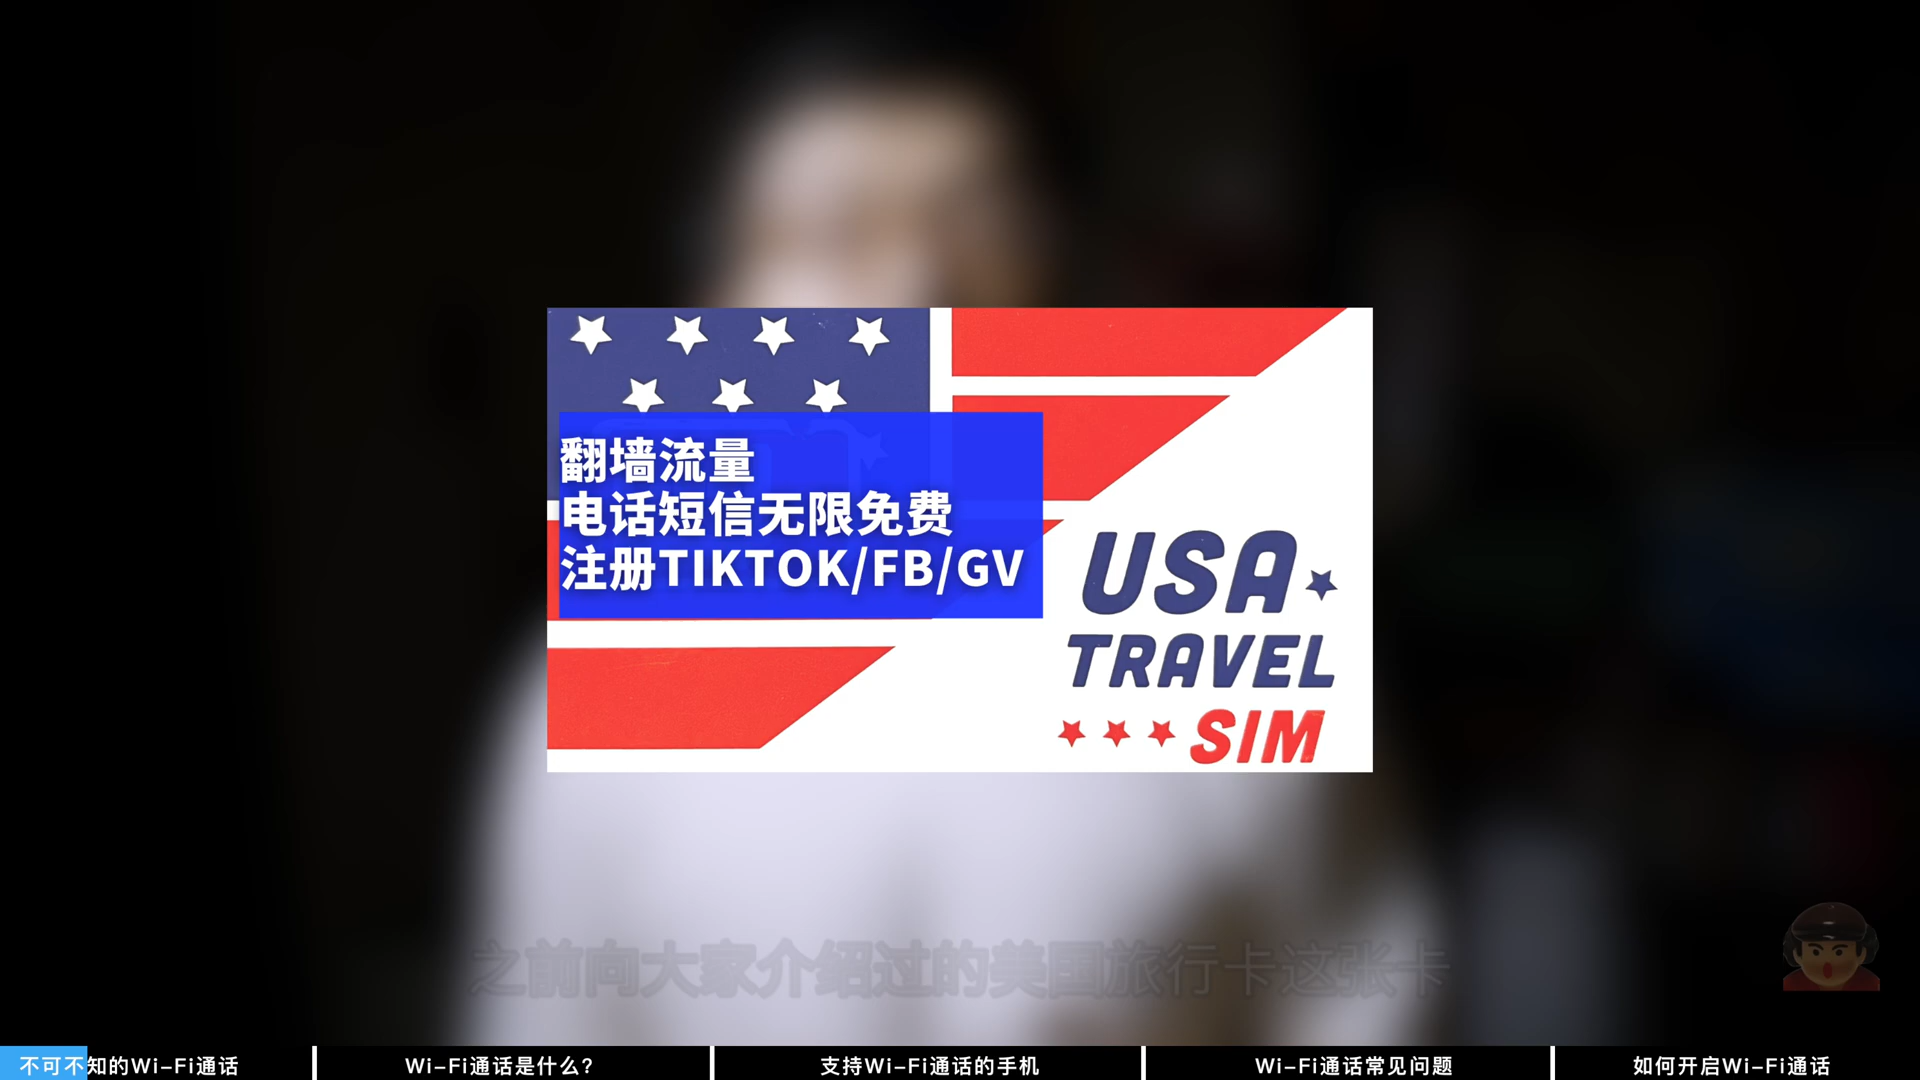 翻墙流量
电话短信无限免费
注册TIKTOK/FB/GV
USA
TRAVEL
SIM
之前向大家介绍过的美国旅行卡这张卡
不可不知的Wi-Fi通话
Wi-Fi通话是什么?
支持Wi-Fi通话的手机
Wi-Fi通话常见问题
如何开启Wi-Fi通话